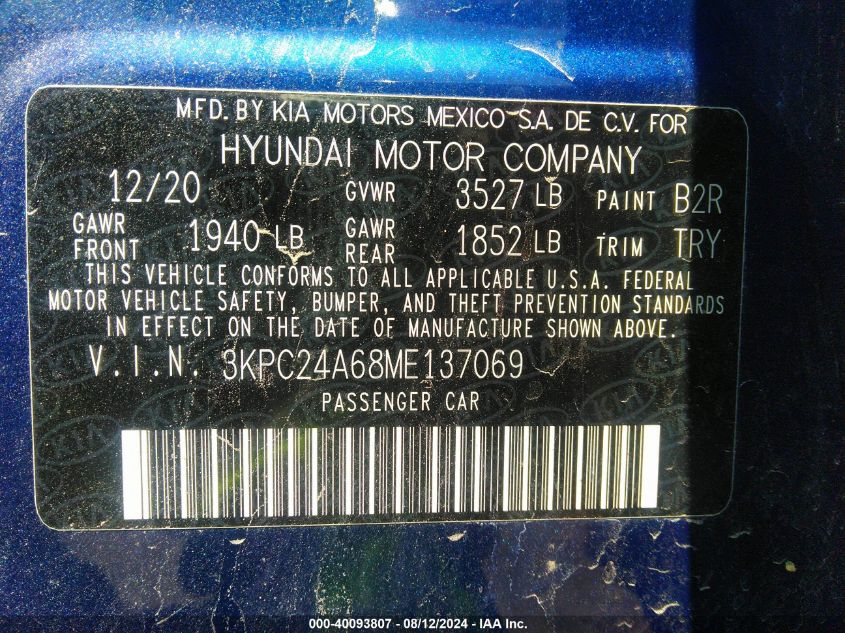 MFD. BY KIA MOTORS MEXICO S.A. DE C.V. FOR
HYUNDAI MOTOR COMPANY
12/20 GVWR 3527 LB PAINT B2R
GAWR FRONT 1940 LB GAWR REAR 1852 LB TRIM TRY
THIS VEHICLE CONFORMS TO ALL APPLICABLE U.S.A. FEDERAL
MOTOR VEHICLE SAFETY, BUMPER, AND THEFT PREVENTION STANDARDS
IN EFFECT ON THE DATE OF MANUFACTURE SHOWN ABOVE.
V.I.N. 3KPC24A68ME137069
PASSENGER CAR
000-40093807 - 08/12/2024 - IAA Inc.